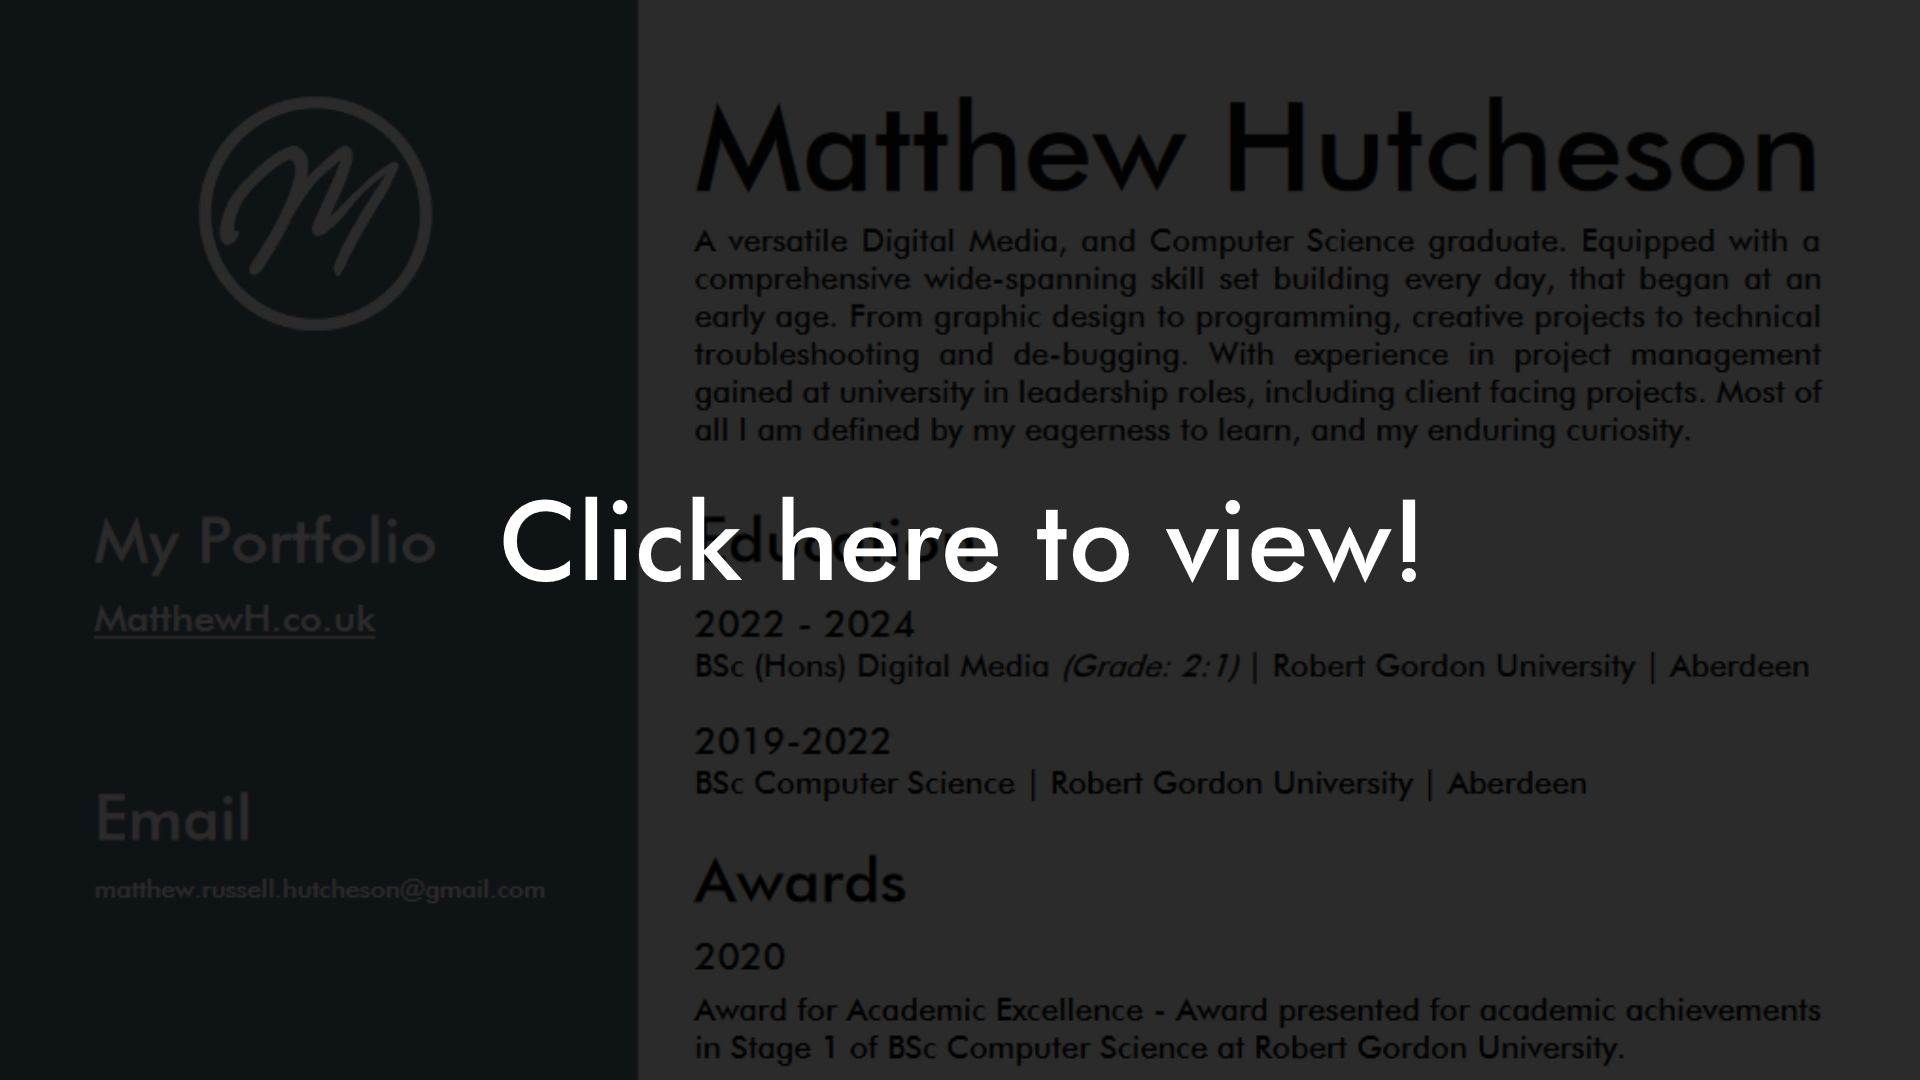 M
My Portfolio
MatthewH.co.uk
Email
matthew.russell.hutcheson@gmail.com
Matthew Hutcheson
A versatile Digital Media, and Computer Science graduate. Equipped with a
comprehensive wide-spanning skill set building every day, that began at an
early age. From graphic design to programming, creative projects to technical
troubleshooting and de-bugging. With experience in project management
gained at university in leadership roles, including client facing projects. Most of
all I am defined by my eagerness to learn, and my enduring curiosity.
Click here to view!
Education
2022 - 2024
BSc (Hons) Digital Media (Grade: 2:1) | Robert Gordon University | Aberdeen
2019-2022
BSc Computer Science | Robert Gordon University | Aberdeen
Awards
2020
Award for Academic Excellence - Award presented for academic achievements
in Stage 1 of BSc Computer Science at Robert Gordon University.